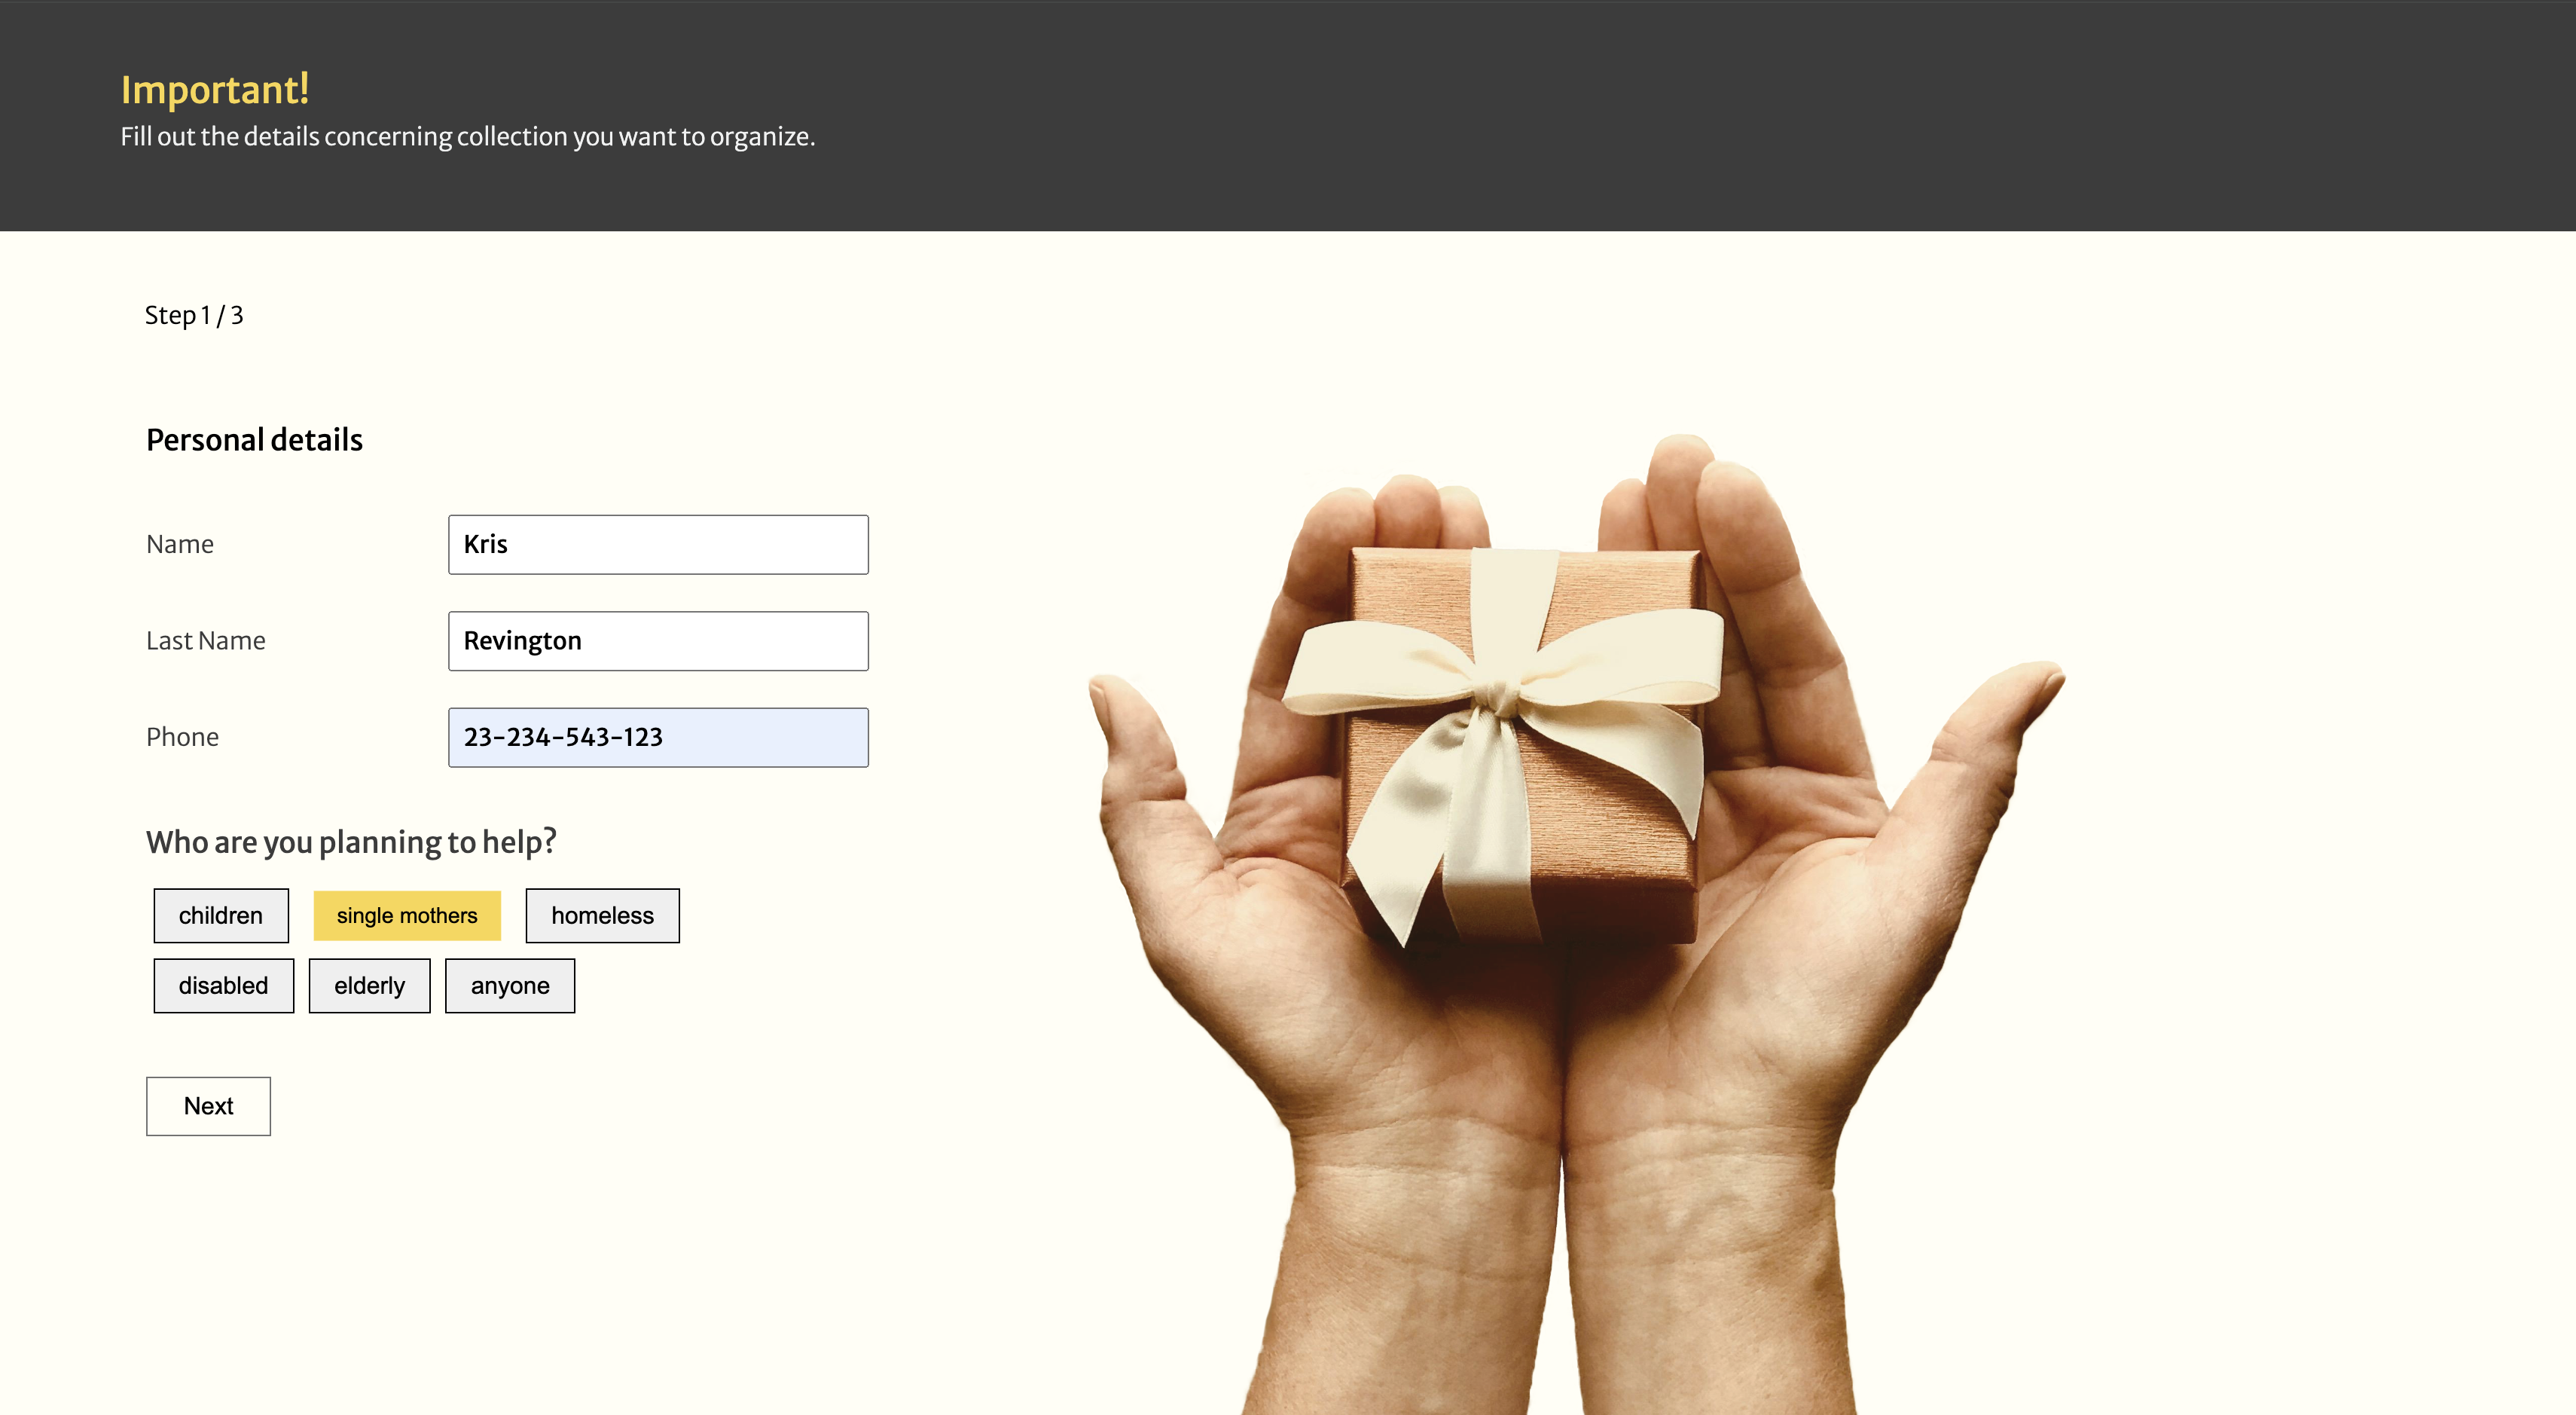 Important!
Fill out the details concerning collection you want to organize.
Step 1 / 3
Personal details
Name Kris
Last Name Revington
Phone 23-234-543-123
Who are you planning to help?
children single mothers homeless
disabled elderly anyone
Next